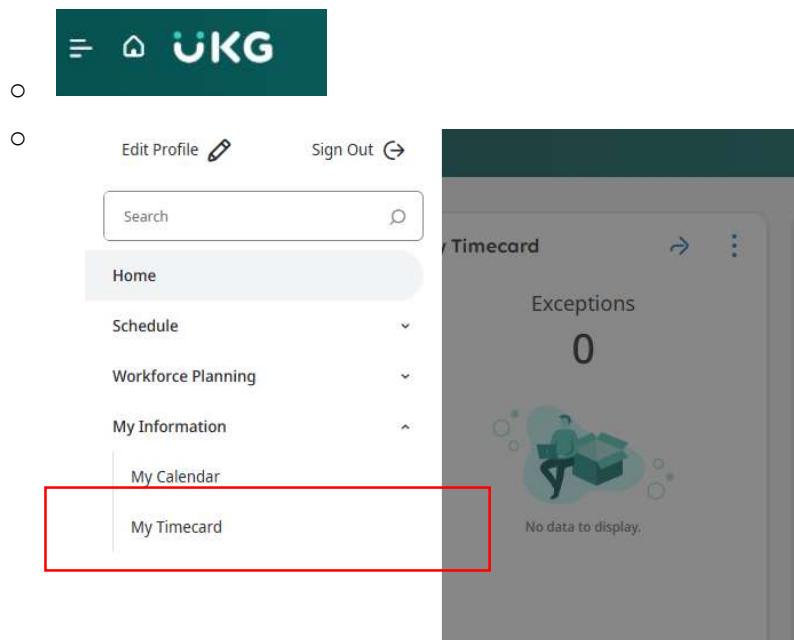 UKG
Edit Profile
Sign Out
Search
Home
Schedule
Workforce Planning
My Information
My Calendar
My Timecard
Timecard
Exceptions
0
No data to display.